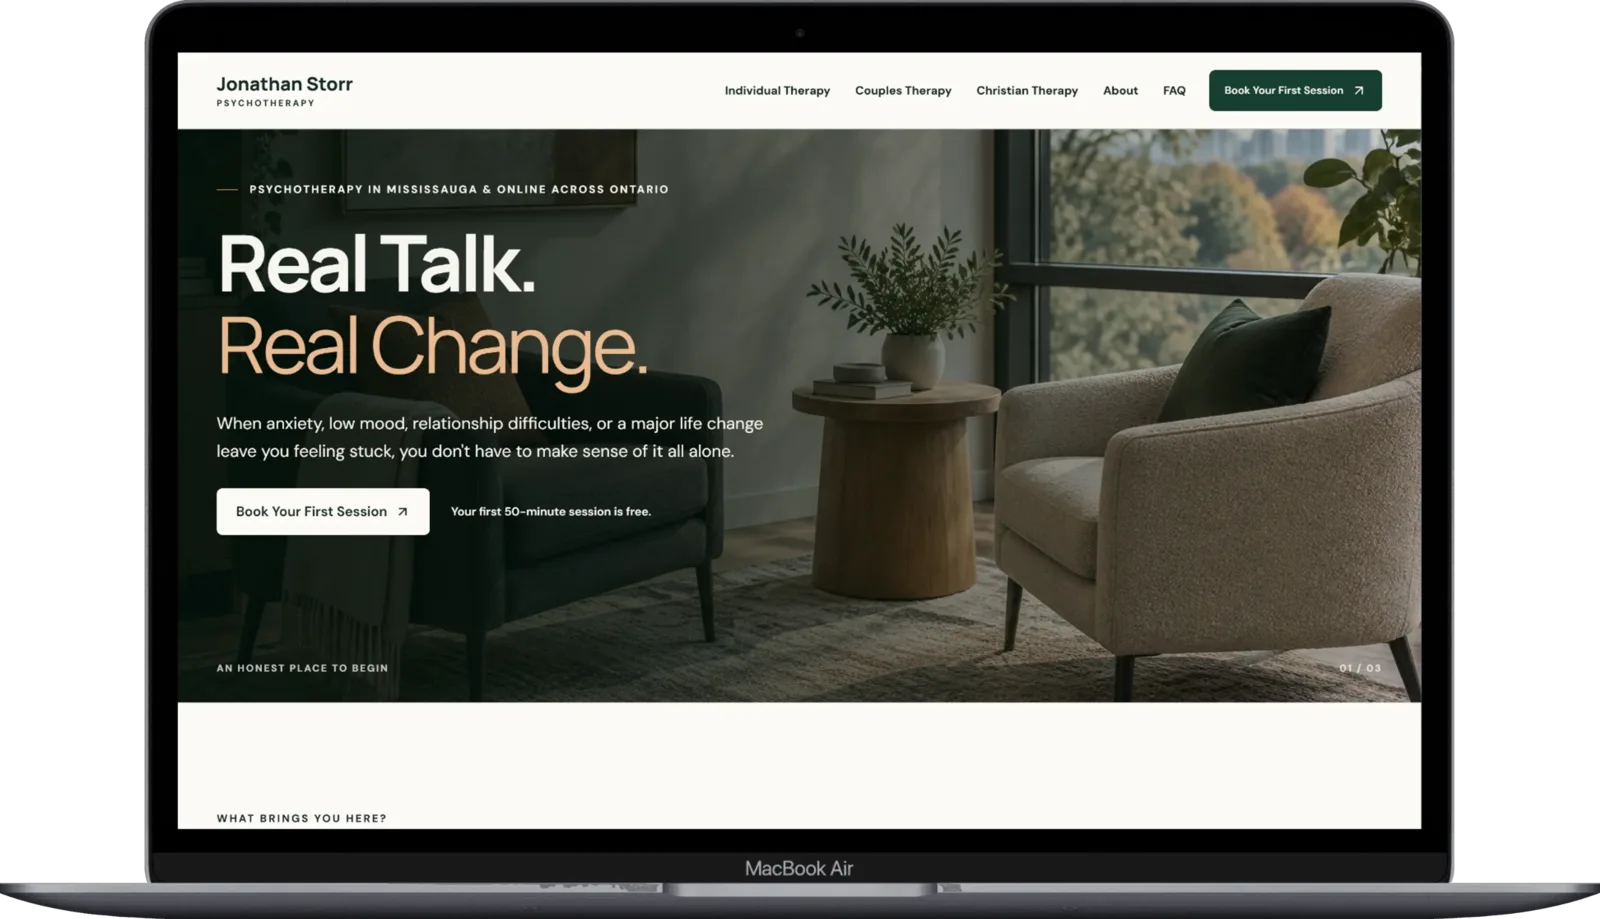 Jonathan Storr
PSYCHOTHERAPY
Individual Therapy
Couples Therapy
Christian Therapy
About
FAQ
Book Your First Session
PSYCHOTHERAPY IN MISSISSAUGA & ONLINE ACROSS ONTARIO
Real Talk.
Real Change.
When anxiety, low mood, relationship difficulties, or a major life change
leave you feeling stuck, you don't have to make sense of it all alone.
Book Your First Session
Your first 50-minute session is free.
AN HONEST PLACE TO BEGIN
01 / 03
WHAT BRINGS YOU HERE?
MacBook Air